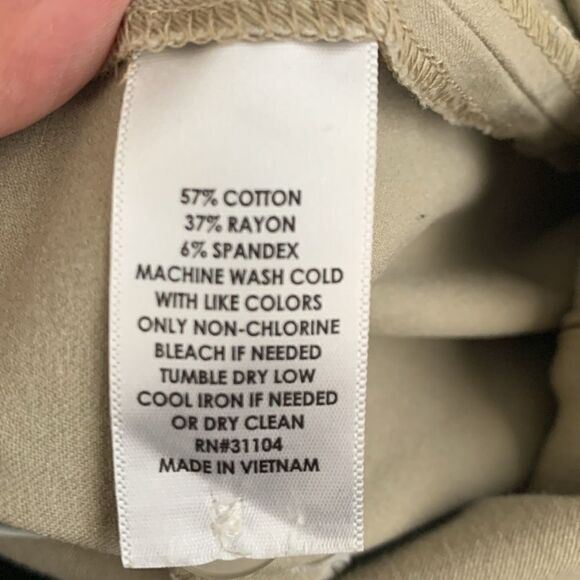 57% COTTON
37% RAYON
6% SPANDEX
MACHINE WASH COLD
WITH LIKE COLORS
ONLY NON-CHLORINE
BLEACH IF NEEDED
TUMBLE DRY LOW
COOL IRON IF NEEDED
OR DRY CLEAN
RN#31104
MADE IN VIETNAM